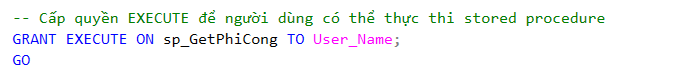 -- Cấp quyền EXECUTE để người dùng có thể thực thi stored procedure
GRANT EXECUTE ON sp_GetPhiCong TO User_Name;
GO